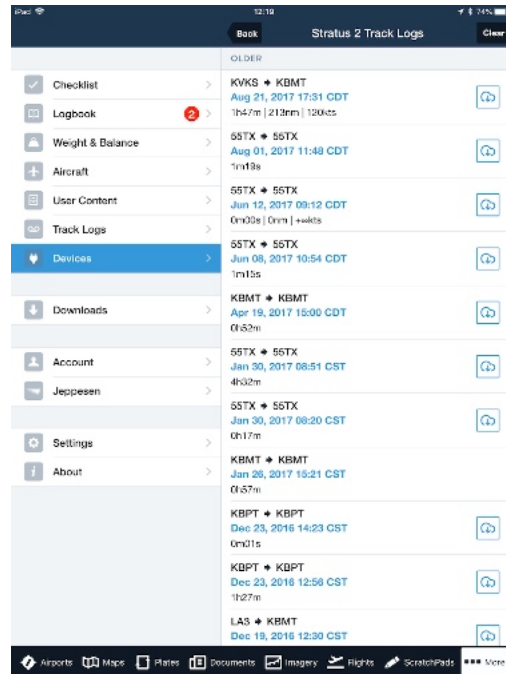 iPad
12:19
74%
Back
Stratus 2 Track Logs
Clear
Checklist
Logbook
2
Weight & Balance
Aircraft
User Content
Track Logs
Devices
Downloads
Account
Jeppesen
Settings
About
OLDER
KVKS → KBMT
Aug 21, 2017 17:31 CDT
1h47m | 213nm | 120kts
55TX → 55TX
Aug 01, 2017 11:48 CDT
1m19s
55TX → 55TX
Jun 12, 2017 09:12 CDT
0m00s | 0nm | +∞kts
55TX → 55TX
Jun 08, 2017 10:54 CDT
1m15s
KBMT → KBMT
Apr 19, 2017 15:00 CDT
0h52m
55TX → 55TX
Jan 30, 2017 08:51 CST
4h32m
55TX → 55TX
Jan 30, 2017 08:20 CST
0h17m
KBMT → KBMT
Jan 26, 2017 15:21 CST
0h57m
KBPT → KBPT
Dec 23, 2016 14:23 CST
0m01s
KBPT → KBPT
Dec 23, 2016 12:56 CST
1h27m
LA3 → KBMT
Dec 19, 2016 12:30 CST
Airports
Maps
Plates
Documents
Imagery
Flights
ScratchPads
More